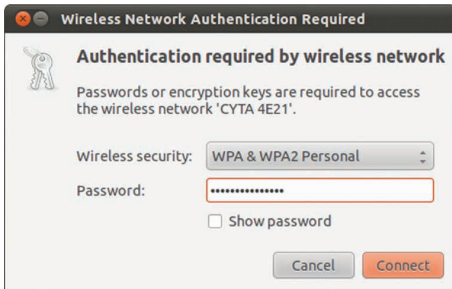 Wireless Network Authentication Required
Authentication required by wireless network
Passwords or encryption keys are required to access
the wireless network 'CYTA 4E21'.
Wireless security: WPA & WPA2 Personal
Password: •••••••••••••••
Show password
Cancel Connect